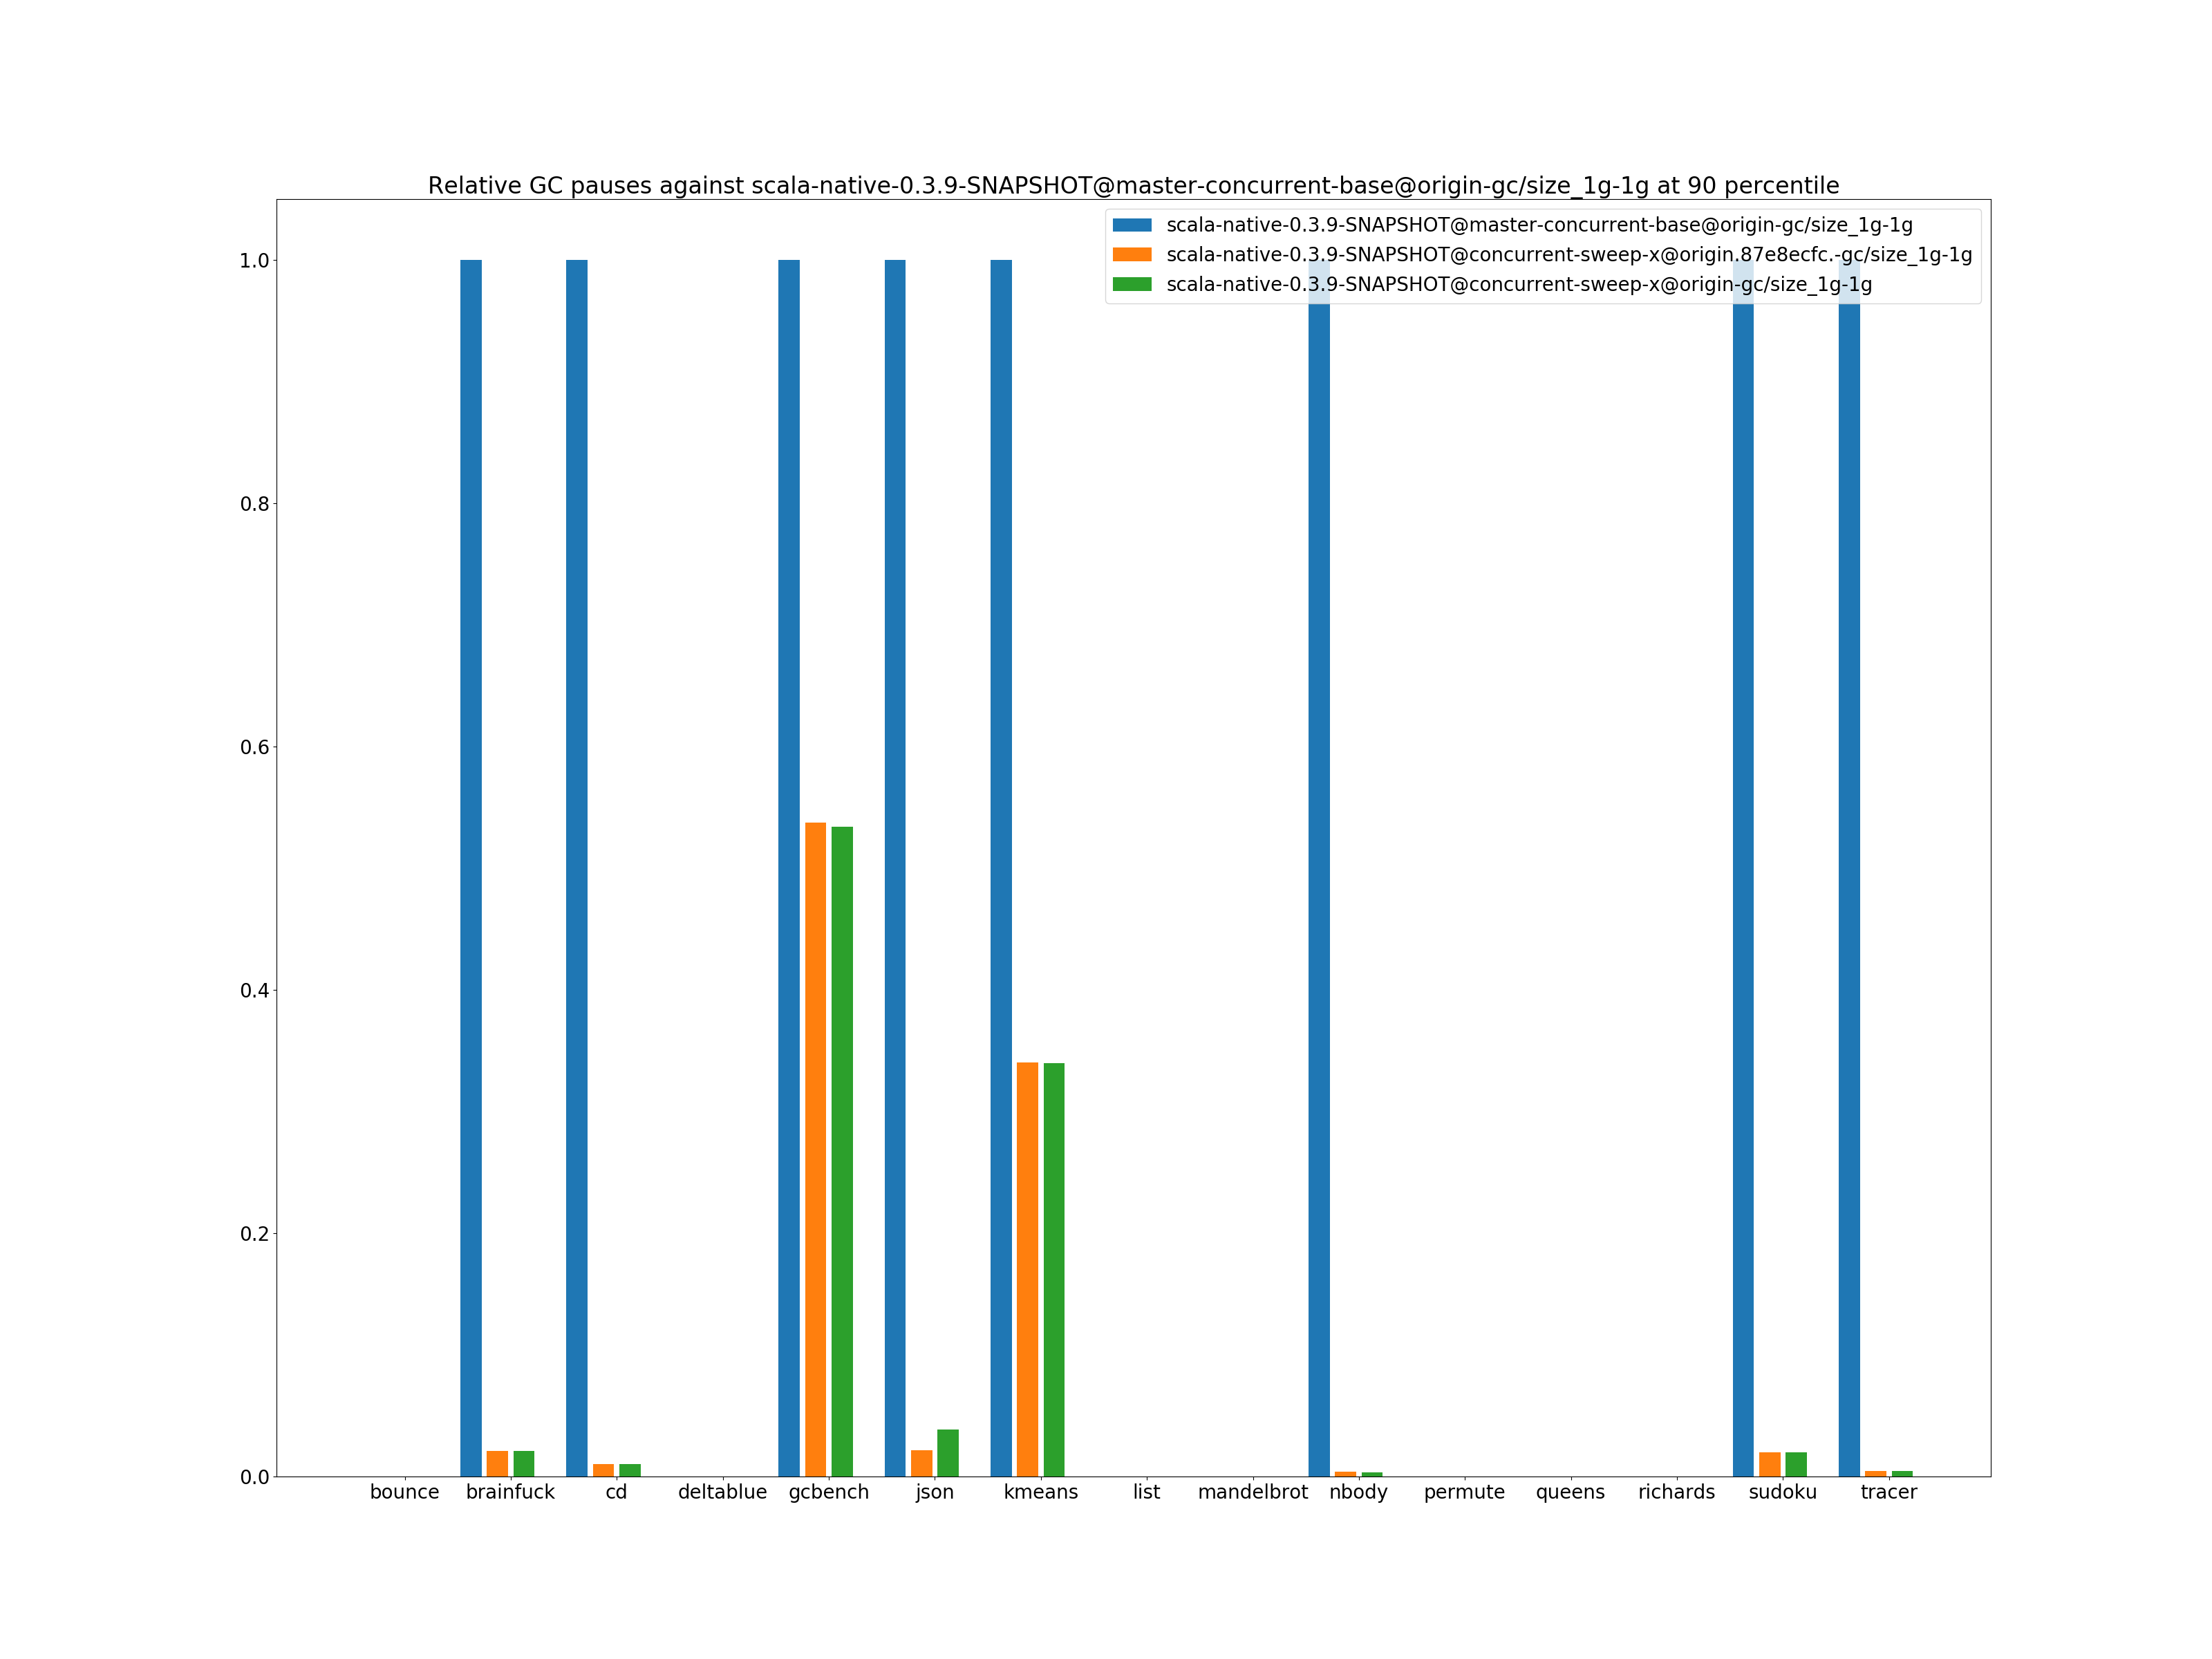 Relative GC pauses against scala-native-0.3.9-SNAPSHOT@master-concurrent-base@origin-gc/size_1g-1g at 90 percentile
scala-native-0.3.9-SNAPSHOT@master-concurrent-base@origin-gc/size_1g-1g
scala-native-0.3.9-SNAPSHOT@concurrent-sweep-x@origin.87e8ecfc.-gc/size_1g-1g
scala-native-0.3.9-SNAPSHOT@concurrent-sweep-x@origin-gc/size_1g-1g
1.0
0.8
0.6
0.4
0.2
0.0
bounce brainfuck cd deltablue gcbench json kmeans list mandelbrot nbody permute queens richards sudoku tracer